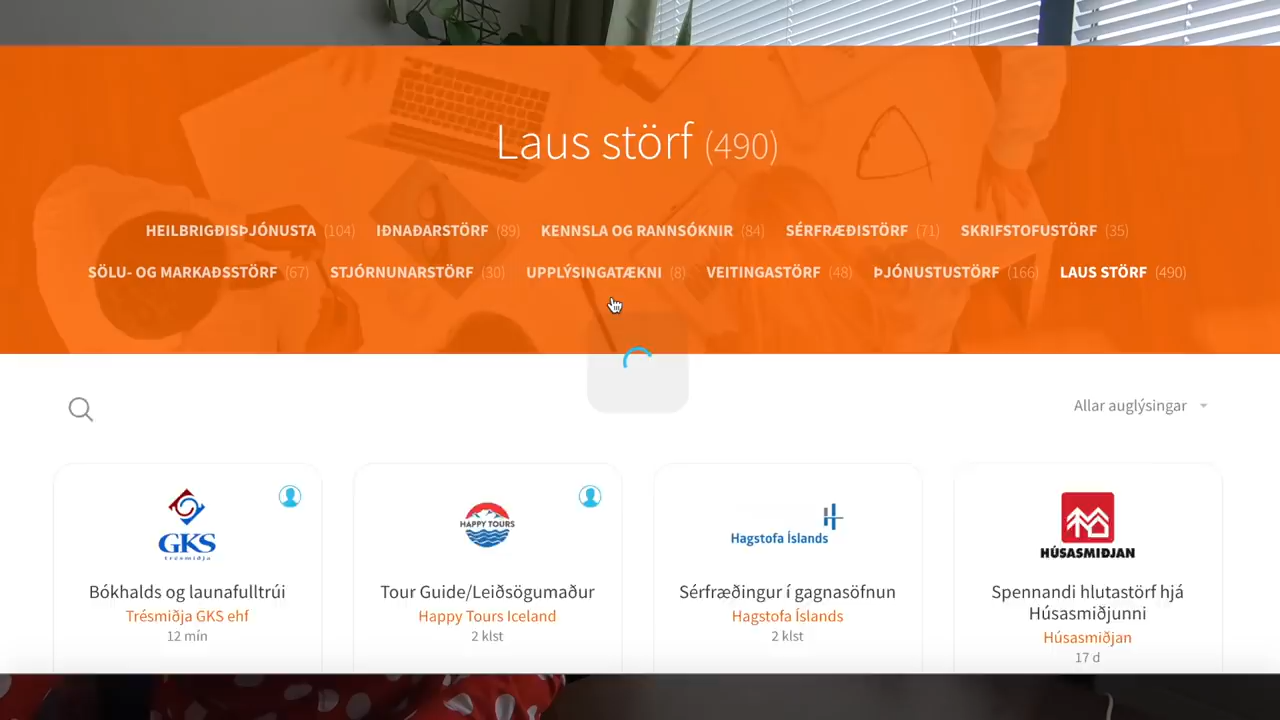 Laus störf (490)
HEILBRIGÐISÞJÓNUSTA (104) IÐNAÐARSTÖRF (89) KENNSLA OG RANNSÓKNIR (84) SÉRFRÆÐISTÖRF (71) SKRIFSTOFUSTÖRF (35)
SÖLU- OG MARKAÐSSTÖRF (67) STJÓRNUNARSTÖRF (30) UPPLÝSINGATÆKNI (8) VEITINGASTÖRF (48) ÞJÓNUSTUSTÖRF (166) LAUS STÖRF (490)
Allar auglýsingar
GKS
trésmiðja
Bókhalds og launafulltrúi
Trésmiðja GKS ehf
12 mín
HAPPY TOURS
Tour Guide/Leiðsögumaður
Happy Tours Iceland
2 klst
Hagstofa Íslands
Sérfræðingur í gagnasöfnun
Hagstofa Íslands
2 klst
HÚSASMIÐJAN
Spennandi hlutastörf hjá
Húsasmiðjunni
Húsasmiðjan
17 d